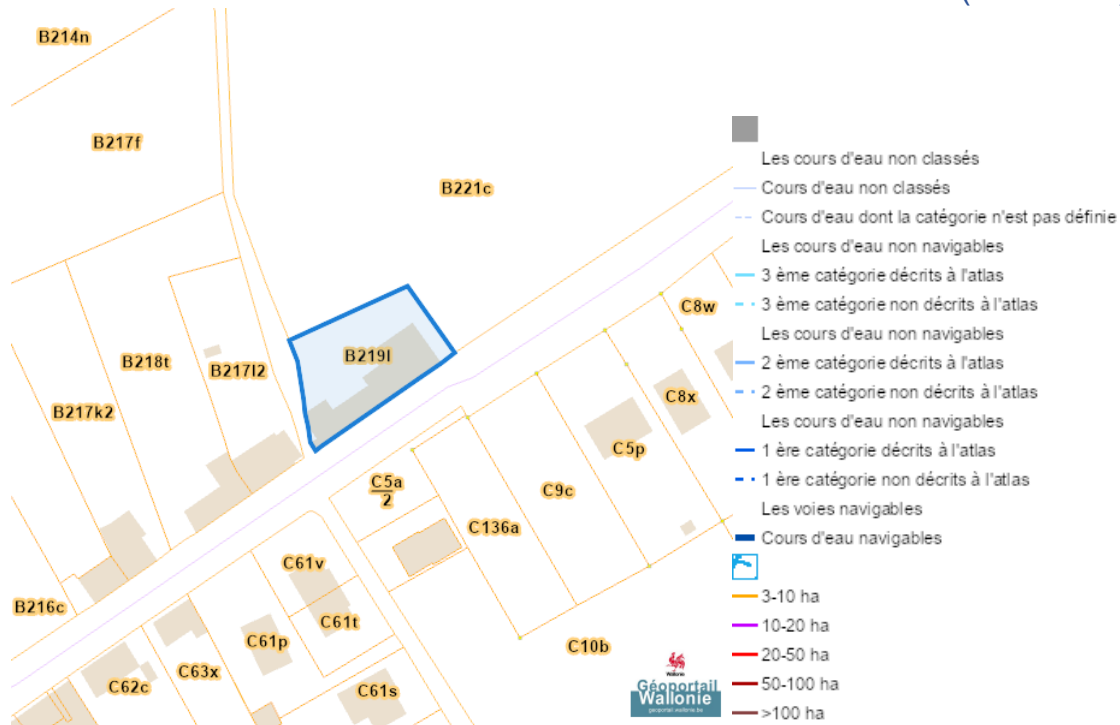 B214n
B217f
B221c
B218t
B217l2
B219l
B217k2
C8w
C8x
C5p
C5a
2
C9c
C136a
C61v
B216c
C61t
C61p
C63x
C62c
C61s
C10b
Les cours d'eau non classés
Cours d'eau non classés
Cours d'eau dont la catégorie n'est pas définie
Les cours d'eau non navigables
3 ème catégorie décrits à l'atlas
3 ème catégorie non décrits à l'atlas
Les cours d'eau non navigables
2 ème catégorie décrits à l'atlas
2 ème catégorie non décrits à l'atlas
Les cours d'eau non navigables
1 ère catégorie décrits à l'atlas
1 ère catégorie non décrits à l'atlas
Les voies navigables
Cours d'eau navigables
3-10 ha
10-20 ha
20-50 ha
50-100 ha
>100 ha
Wallonie
Géoportail
Wallonie
geoportail.wallonie.be